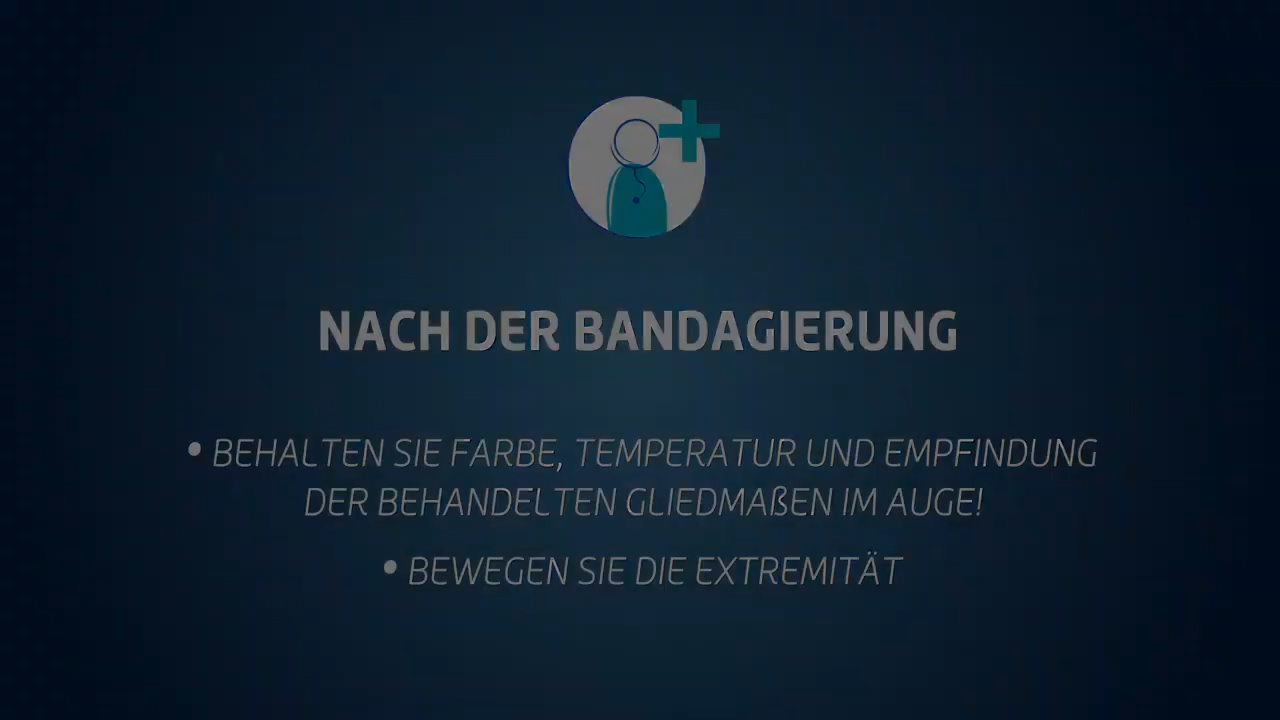 NACH DER BANDAGIERUNG
• BEHALTEN SIE FARBE, TEMPERATUR UND EMPFINDUNG
DER BEHANDELTEN GLIEDMAßEN IM AUGE!
• BEWEGEN SIE DIE EXTREMITÄT